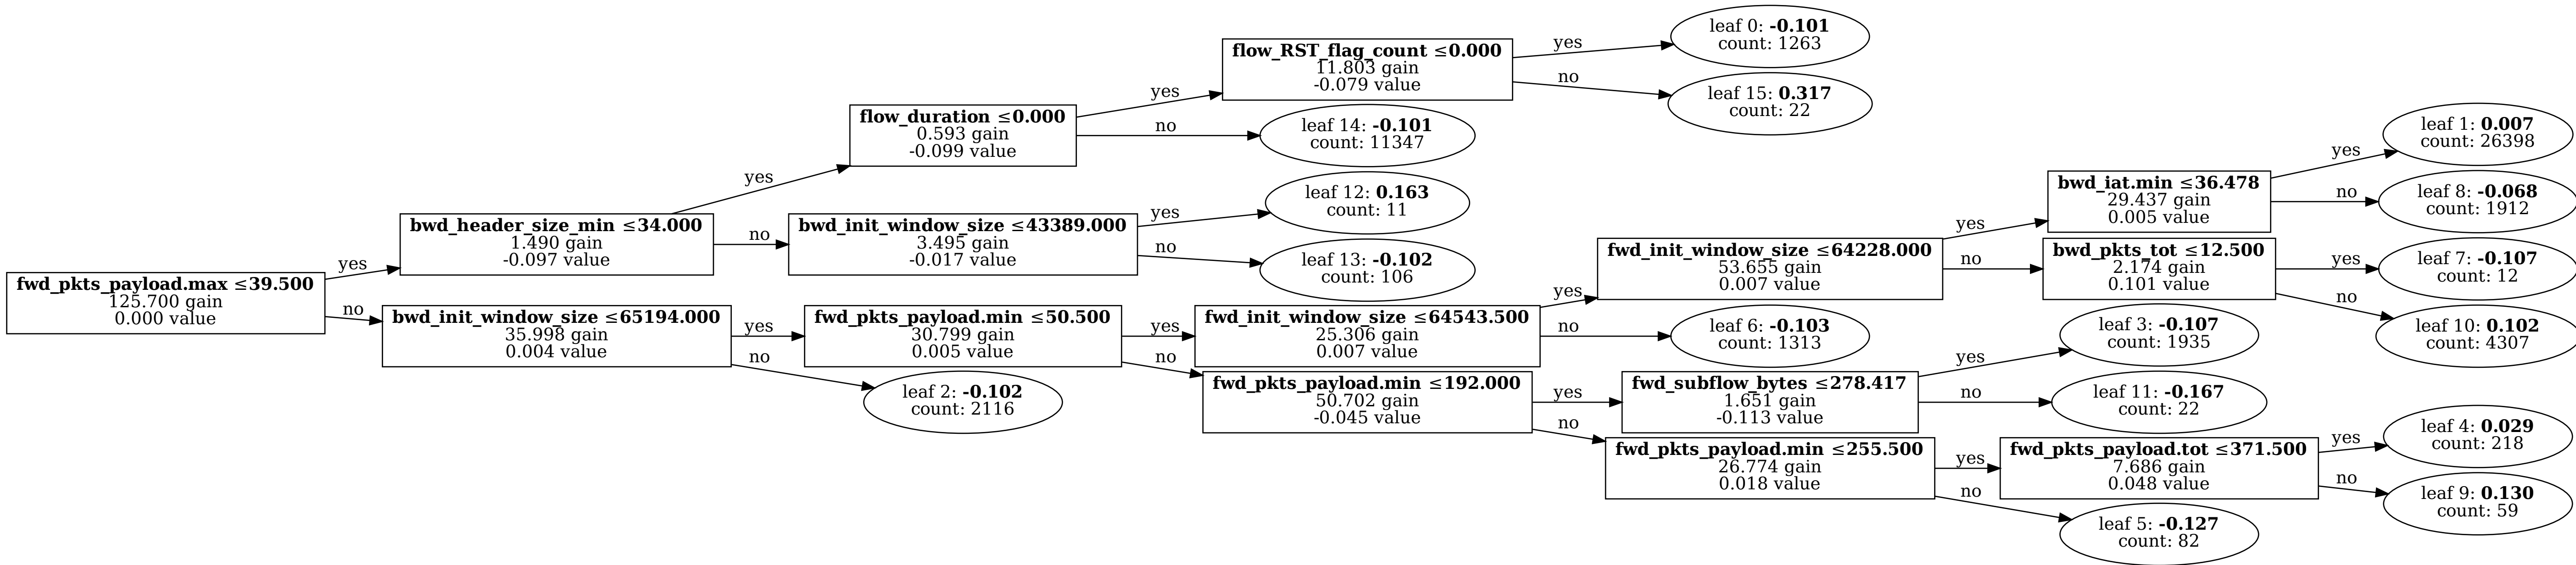 fwd_pkts_payload.max ≤39.500
125.700 gain
0.000 value
yes
no
bwd_header_size_min ≤34.000
1.490 gain
-0.097 value
yes
no
bwd_init_window_size ≤65194.000
35.998 gain
0.004 value
yes
no
flow_duration ≤0.000
0.593 gain
-0.099 value
yes
no
bwd_init_window_size ≤43389.000
3.495 gain
-0.017 value
yes
no
fwd_pkts_payload.min ≤50.500
30.799 gain
0.005 value
yes
no
leaf 2: -0.102
count: 2116
flow_RST_flag_count ≤0.000
11.803 gain
-0.079 value
yes
no
leaf 14: -0.101
count: 11347
leaf 12: 0.163
count: 11
leaf 13: -0.102
count: 106
fwd_init_window_size ≤64543.500
25.306 gain
0.007 value
yes
no
fwd_pkts_payload.min ≤192.000
50.702 gain
-0.045 value
yes
no
leaf 0: -0.101
count: 1263
leaf 15: 0.317
count: 22
fwd_init_window_size ≤64228.000
53.655 gain
0.007 value
yes
no
leaf 6: -0.103
count: 1313
fwd_subflow_bytes ≤278.417
1.651 gain
-0.113 value
yes
no
fwd_pkts_payload.min ≤255.500
26.774 gain
0.018 value
yes
no
bwd_iat.min ≤36.478
29.437 gain
0.005 value
yes
no
bwd_pkts_tot ≤12.500
2.174 gain
0.101 value
yes
no
leaf 3: -0.107
count: 1935
leaf 11: -0.167
count: 22
fwd_pkts_payload.tot ≤371.500
7.686 gain
0.048 value
yes
no
leaf 5: -0.127
count: 82
leaf 1: 0.007
count: 26398
leaf 8: -0.068
count: 1912
leaf 7: -0.107
count: 12
leaf 10: 0.102
count: 4307
leaf 4: 0.029
count: 218
leaf 9: 0.130
count: 59